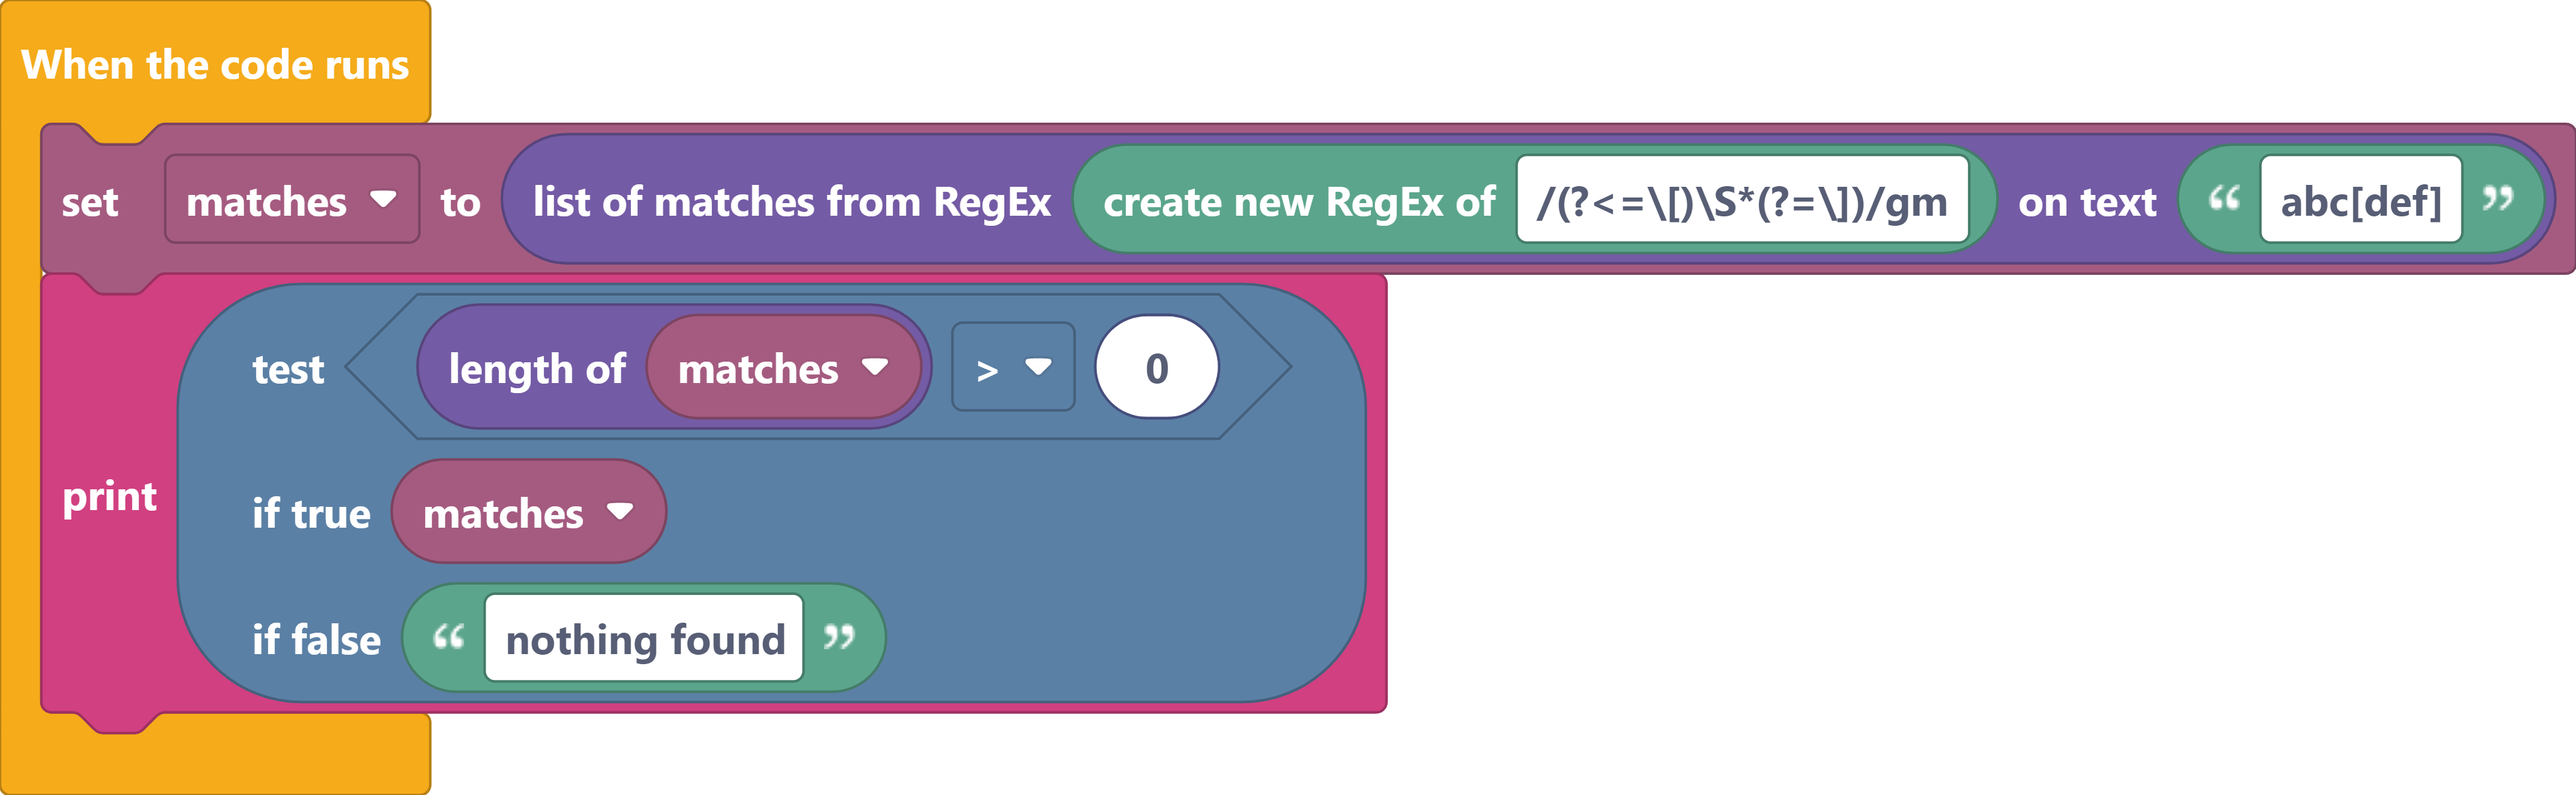 When the code runs
set matches to list of matches from RegEx create new RegEx of /(?<=\[)\S*(?=\])/gm on text “ abc[def] ”
test length of matches > 0
print
if true matches
if false “ nothing found ”